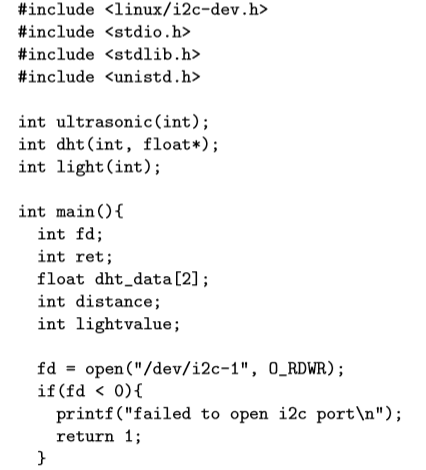 #include <linux/i2c-dev.h>
#include <stdio.h>
#include <stdlib.h>
#include <unistd.h>

int ultrasonic(int);
int dht(int, float*);
int light(int);

int main(){
  int fd;
  int ret;
  float dht_data[2];
  int distance;
  int lightvalue;

  fd = open("/dev/i2c-1", O_RDWR);
  if(fd < 0){
    printf("failed to open i2c port\n");
    return 1;
  }